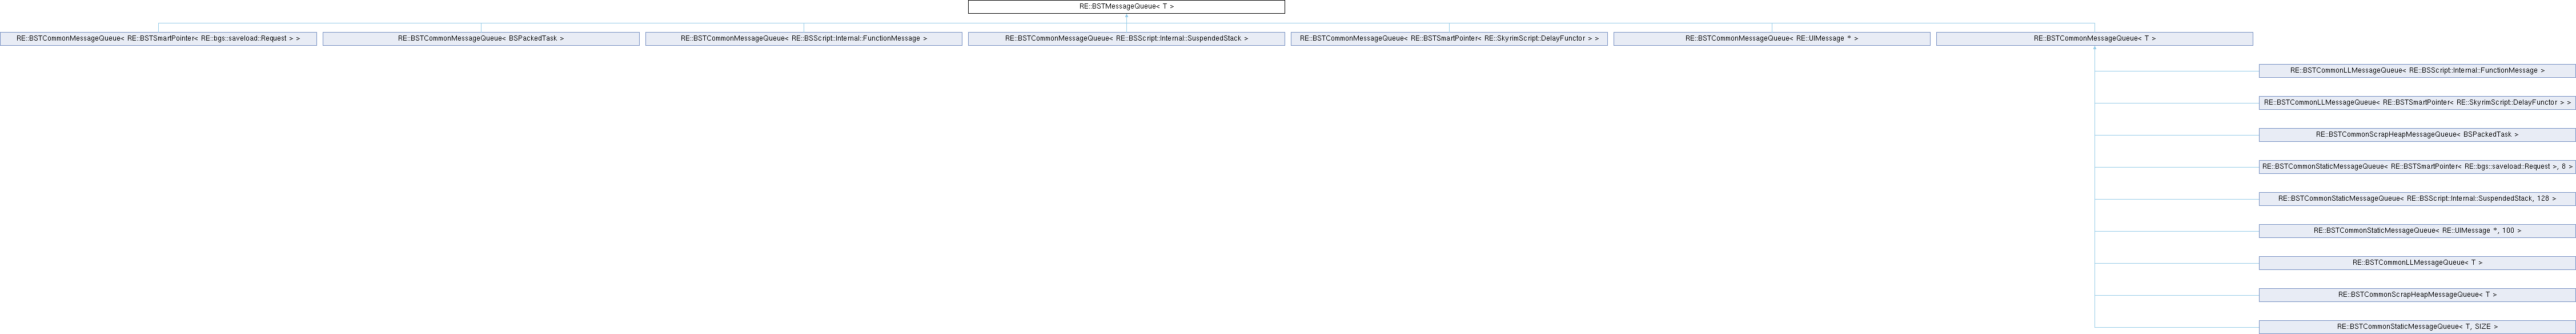 RE::BSTMessageQueue< T >
RE::BSTCommonMessageQueue< RE::BSTSmartPointer< RE::bgs::saveload::Request > >
RE::BSTCommonMessageQueue< BSPackedTask >
RE::BSTCommonMessageQueue< RE::BSScript::Internal::FunctionMessage >
RE::BSTCommonMessageQueue< RE::BSScript::Internal::SuspendedStack >
RE::BSTCommonMessageQueue< RE::BSTSmartPointer< RE::SkyrimScript::DelayFunctor > >
RE::BSTCommonMessageQueue< RE::UIMessage * >
RE::BSTCommonMessageQueue< T >
RE::BSTCommonLLMessageQueue< RE::BSScript::Internal::FunctionMessage >
RE::BSTCommonLLMessageQueue< RE::BSTSmartPointer< RE::SkyrimScript::DelayFunctor > >
RE::BSTCommonScrapHeapMessageQueue< BSPackedTask >
RE::BSTCommonStaticMessageQueue< RE::BSTSmartPointer< RE::bgs::saveload::Request >, 8 >
RE::BSTCommonStaticMessageQueue< RE::BSScript::Internal::SuspendedStack, 128 >
RE::BSTCommonStaticMessageQueue< RE::UIMessage *, 100 >
RE::BSTCommonLLMessageQueue< T >
RE::BSTCommonScrapHeapMessageQueue< T >
RE::BSTCommonStaticMessageQueue< T, SIZE >